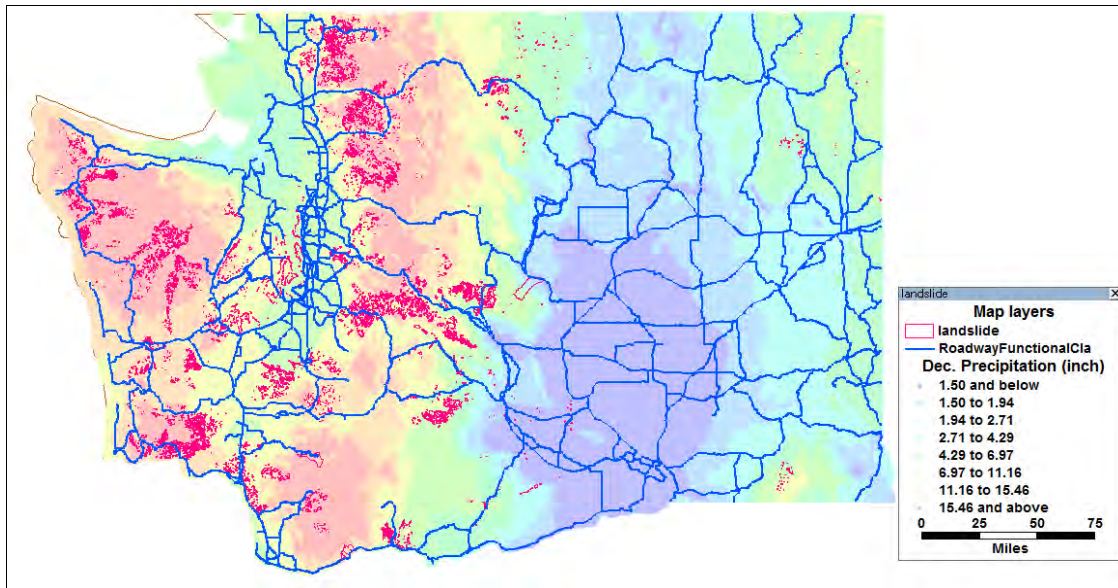 landslide
Map layers
landslide
RoadwayFunctionalCla
Dec. Precipitation (inch)
1.50 and below
1.50 to 1.94
1.94 to 2.71
2.71 to 4.29
4.29 to 6.97
6.97 to 11.16
11.16 to 15.46
15.46 and above
0 25 50 75
Miles